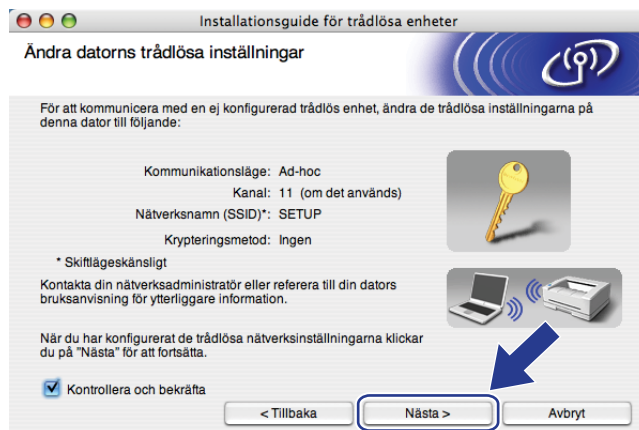 Installationsguide för trådlösa enheter
Ändra datorns trådlösa inställningar
För att kommunicera med en ej konfigurerad trådlös enhet, ändra de trådlösa inställningarna på
denna dator till följande:
Kommunikationsläge: Ad-hoc
Kanal: 11 (om det används)
Nätverksnamn (SSID)*: SETUP
Krypteringsmetod: Ingen
* Skiftlägeskänsligt
Kontakta din nätverksadministratör eller referera till din dators
bruksanvisning för ytterliggare information.
När du har konfigurerat de trådlösa nätverksinställningarna klickar
du på "Nästa" för att fortsätta.
Kontrollera och bekräfta
< Tillbaka
Nästa >
Avbryt